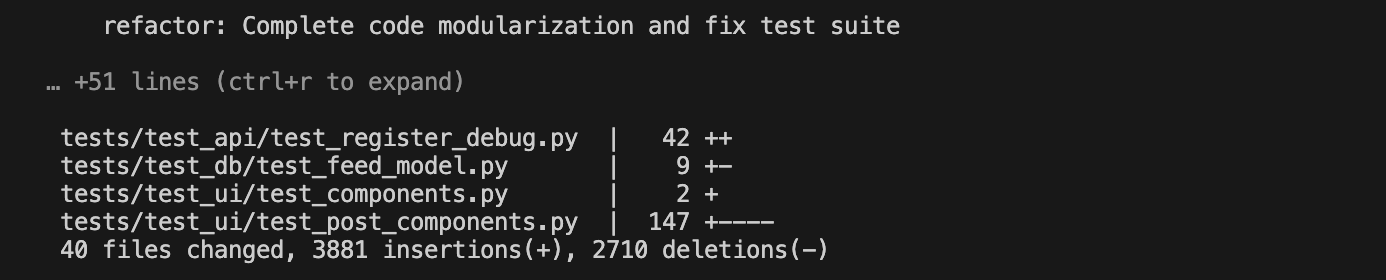 refactor: Complete code modularization and fix test suite
… +51 lines (ctrl+r to expand)
tests/test_api/test_register_debug.py | 42 ++
tests/test_db/test_feed_model.py | 9 +-
tests/test_ui/test_components.py | 2 +
tests/test_ui/test_post_components.py | 147 +----
40 files changed, 3881 insertions(+), 2710 deletions(-)